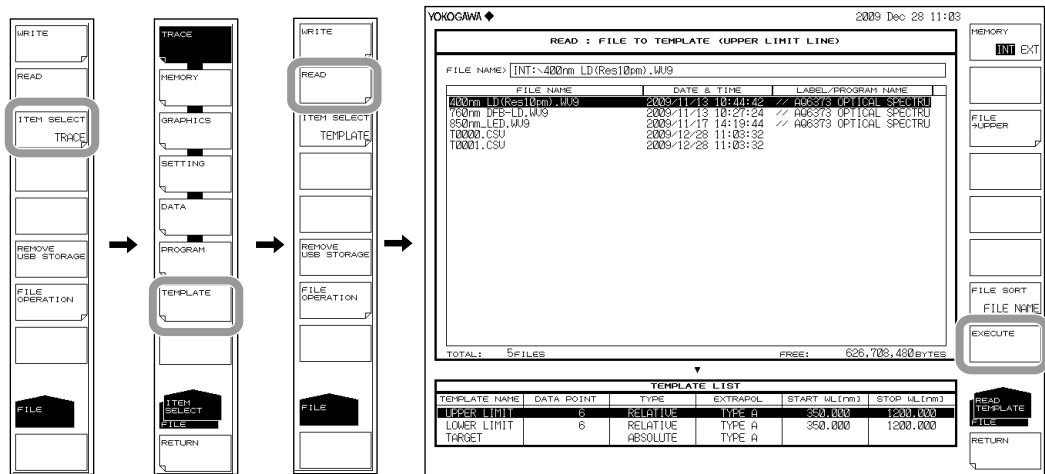 WRITE
READ
ITEM SELECT
TRACE
REMOVE
USB STORAGE
FILE
OPERATION
FILE
TRACE
MEMORY
GRAPHICS
SETTING
DATA
PROGRAM
TEMPLATE
ITEM
SELECT
FILE
RETURN
WRITE
READ
ITEM SELECT
TEMPLATE
REMOVE
USB STORAGE
FILE
OPERATION
FILE
YOKOGAWA 2009 Dec 28 11:03
READ : FILE TO TEMPLATE (UPPER LIMIT LINE)
FILE NAME> INT:\400nm LD(Res10pm).WV9
FILE NAME DATE & TIME LABEL/PROGRAM NAME
400nm LD(Res10pm).WV9 2009/11/13 10:44:42 // AQ6373 OPTICAL SPECTRU
760nm DFB-LD.WV9 2009/11/13 10:27:24 // AQ6373 OPTICAL SPECTRU
850nm_LED.WV9 2009/11/17 14:19:44 // AQ6373 OPTICAL SPECTRU
T0000.CSV 2009/12/28 11:03:32
T0001.CSV 2009/12/28 11:03:32
TOTAL: 5FILES FREE: 626,708,480BYTES
TEMPLATE LIST
TEMPLATE NAME DATA POINT TYPE EXTRAPOL START WL[nm] STOP WL[nm]
UPPER LIMIT 6 RELATIVE TYPE A 350.000 1200.000
LOWER LIMIT 6 RELATIVE TYPE A 350.000 1200.000
TARGET ABSOLUTE TYPE A
MEMORY
INT EXT
FILE
→UPPER
FILE SORT
FILE NAME
EXECUTE
READ
TEMPLATE
FILE
RETURN